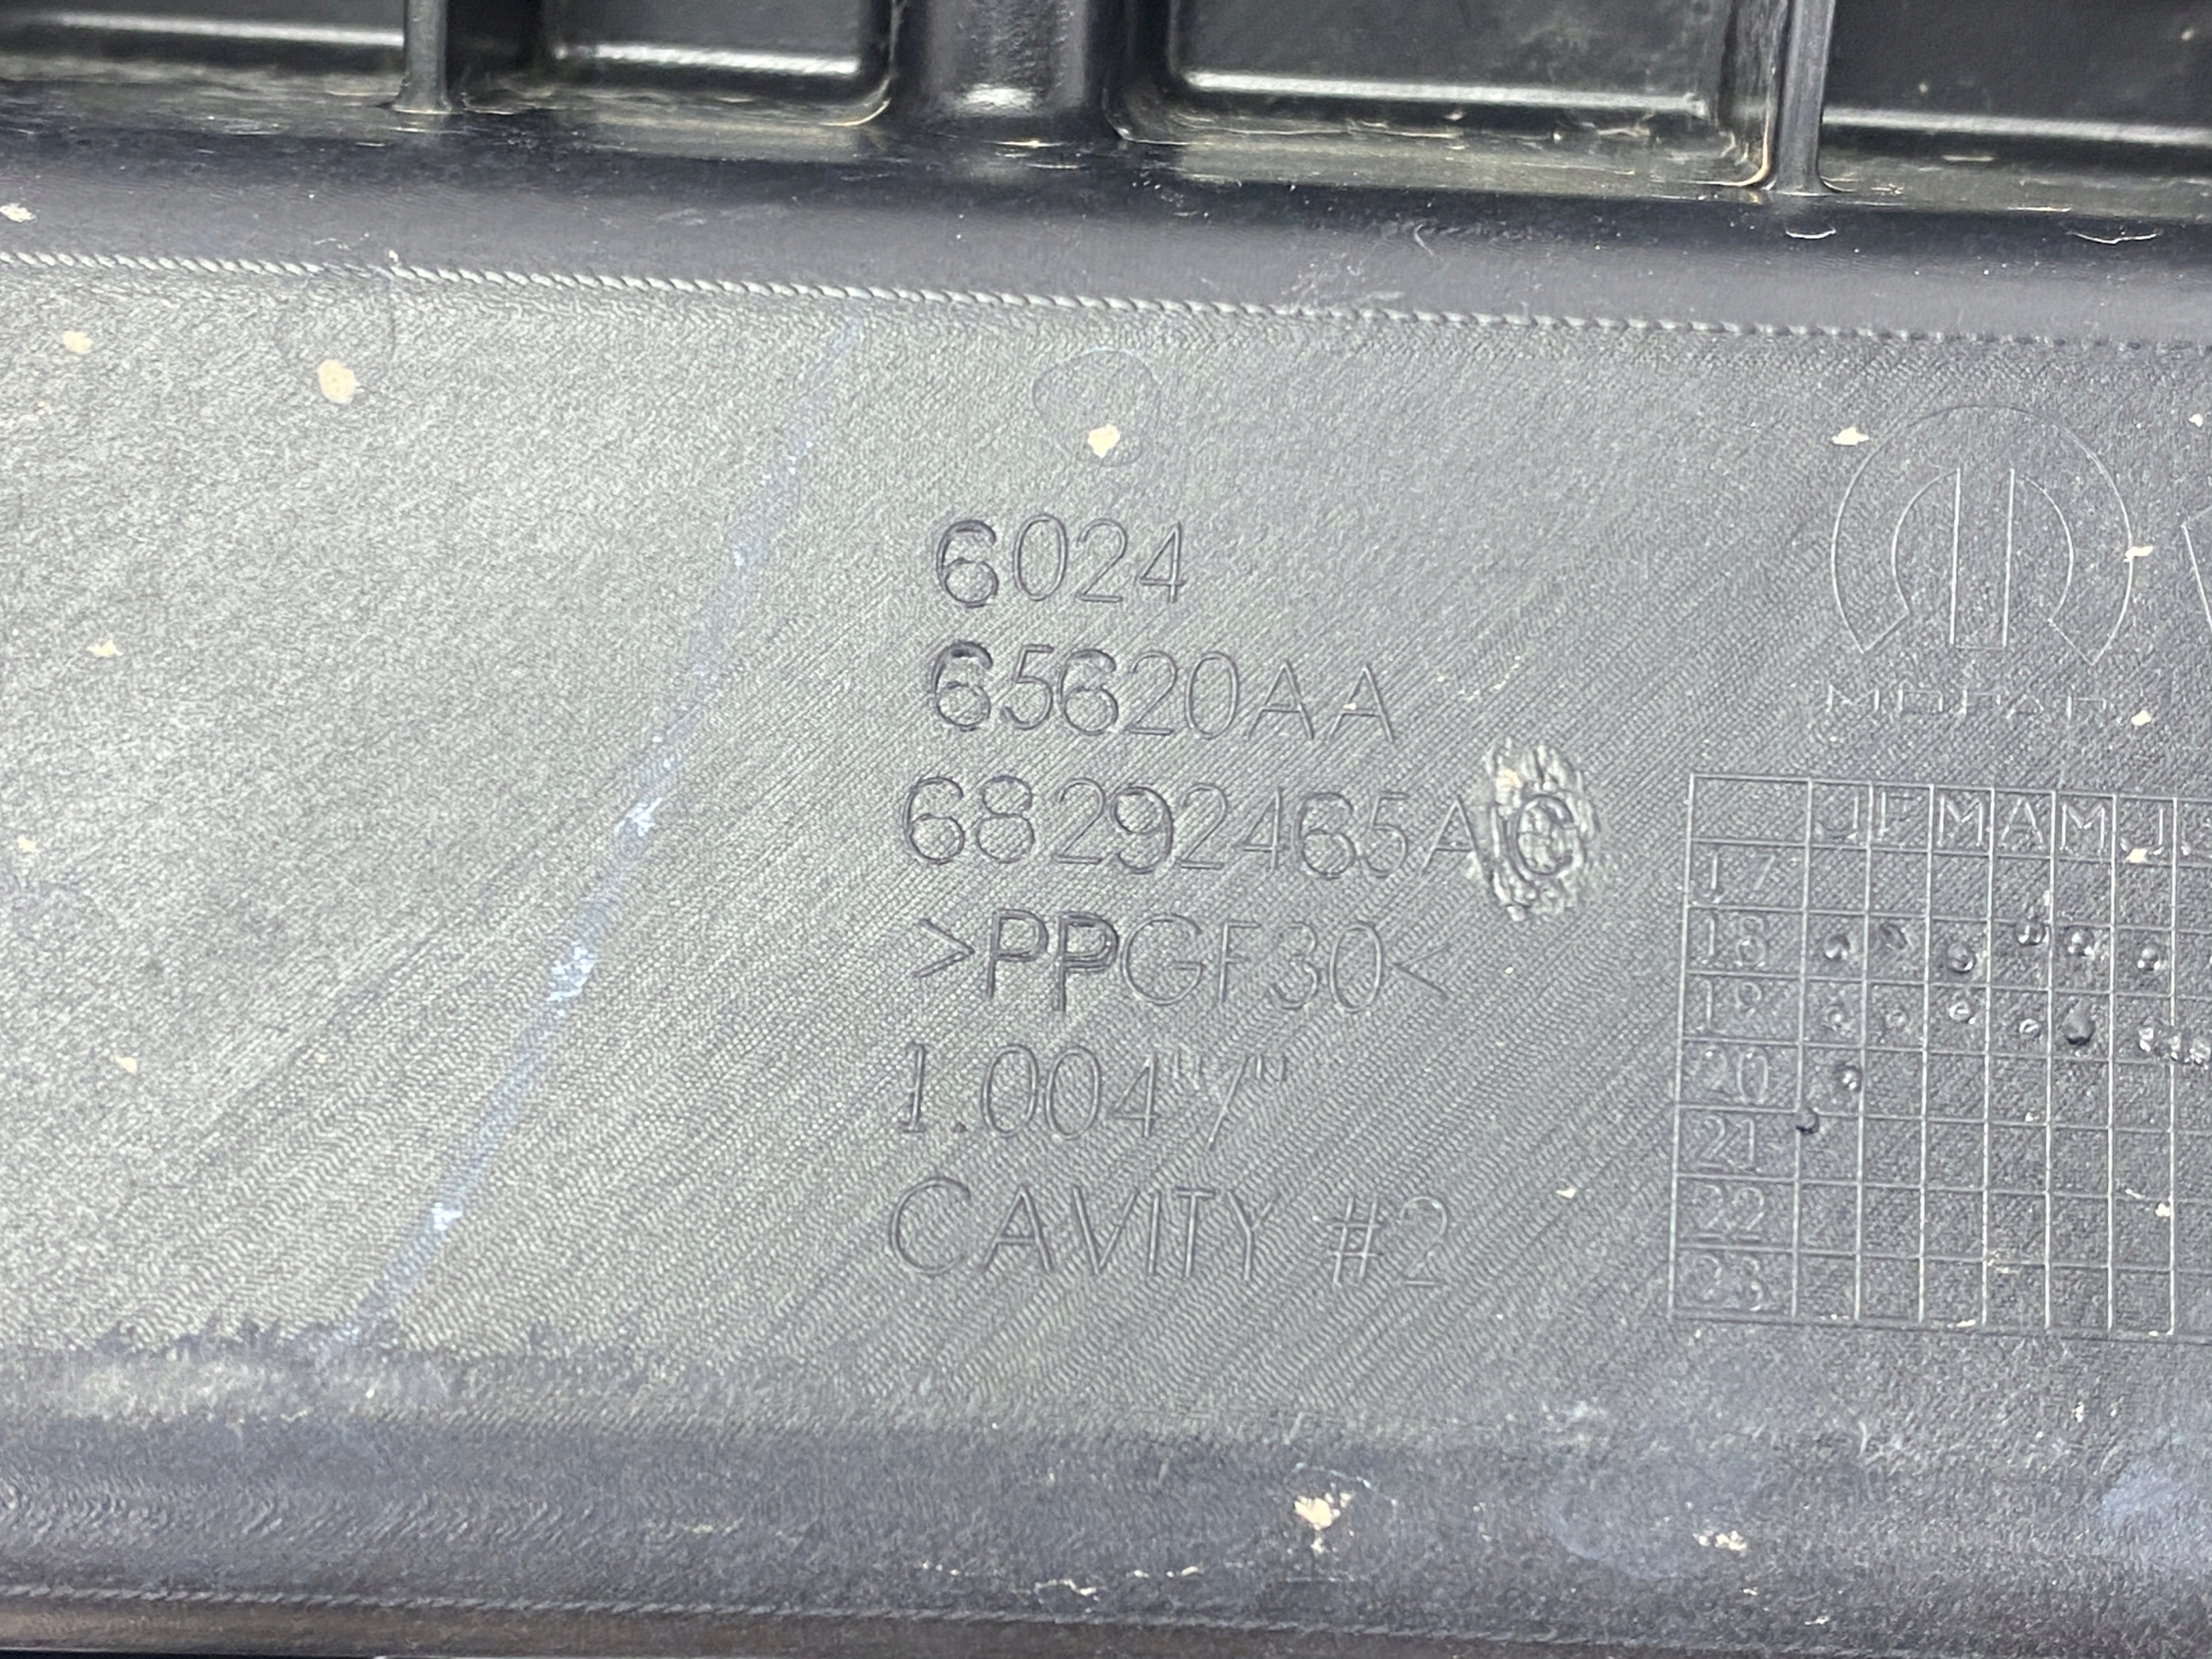 6024
65620AA
68292465AC
>PPGF30<
1.004"/"
CAVITY #2
MOPAR
J F M A M J
17
18
19
20
21
22
23